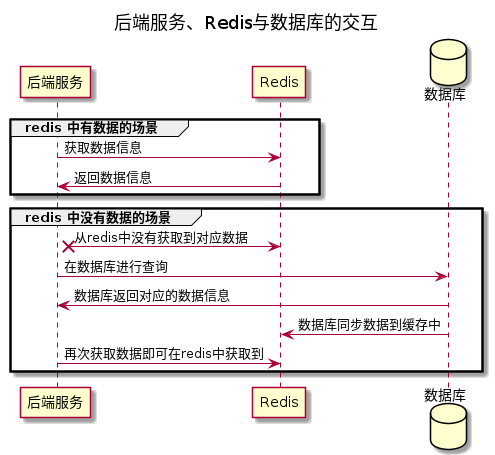 后端服务、Redis与数据库的交互
后端服务
Redis
数据库
redis 中有数据的场景
获取数据信息
返回数据信息
redis 中没有数据的场景
从redis中没有获取到对应数据
在数据库进行查询
数据库返回对应的数据信息
数据库同步数据到缓存中
再次获取数据即可在redis中获取到
后端服务
Redis
数据库